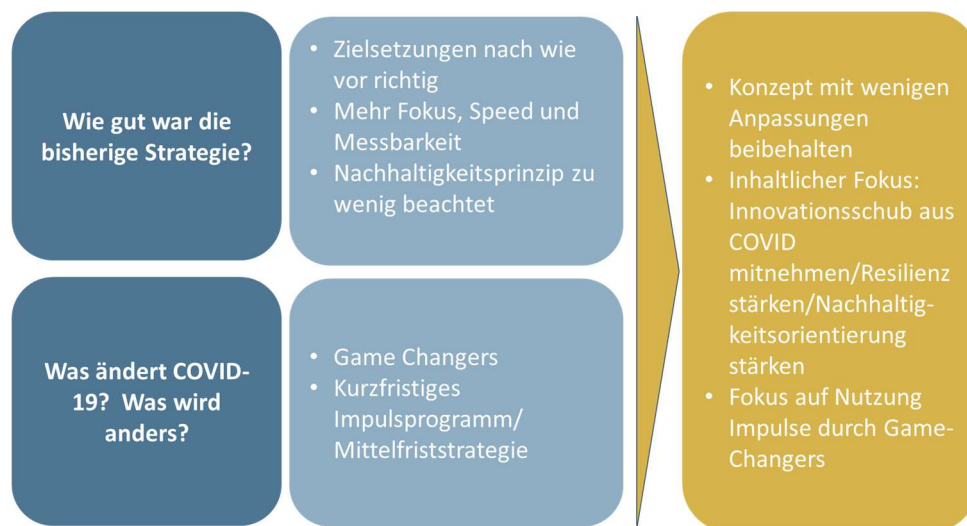 Wie gut war die
bisherige Strategie?
• Zielsetzungen nach wie
vor richtig
• Mehr Fokus, Speed und
Messbarkeit
• Nachhaltigkeitsprinzip zu
wenig beachtet
Was ändert COVID-
19?  Was wird
anders?
• Game Changers
• Kurzfristiges
Impulsprogramm/
Mittelfriststrategie
• Konzept mit wenigen
Anpassungen
beibehalten
• Inhaltlicher Fokus:
Innovationsschub aus
COVID
mitnehmen/Resilienz
stärken/Nachhaltig-
keitsorientierung
stärken
• Fokus auf Nutzung
Impulse durch Game-
Changers